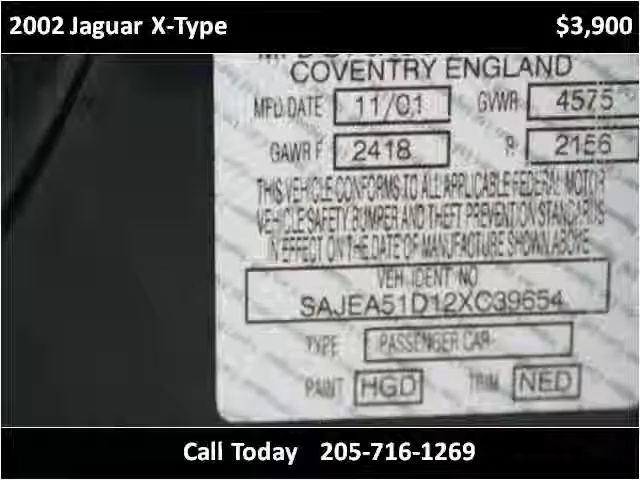 2002 Jaguar X-Type $3,900
COVENTRY ENGLAND
MFD DATE 11/01 GVWR 4575
GAWR F 2418 R 2156
THIS VEHICLE CONFORMS TO ALL APPLICABLE FEDERAL MOTOR
VEHICLE SAFETY, BUMPER AND THEFT PREVENTION STANDARDS
IN EFFECT ON THE DATE OF MANUFACTURE SHOWN ABOVE
VEH IDENT NO
SAJEA51D12XC39654
TYPE PASSENGER CAR
PAINT HGD TRIM NED
Call Today 205-716-1269